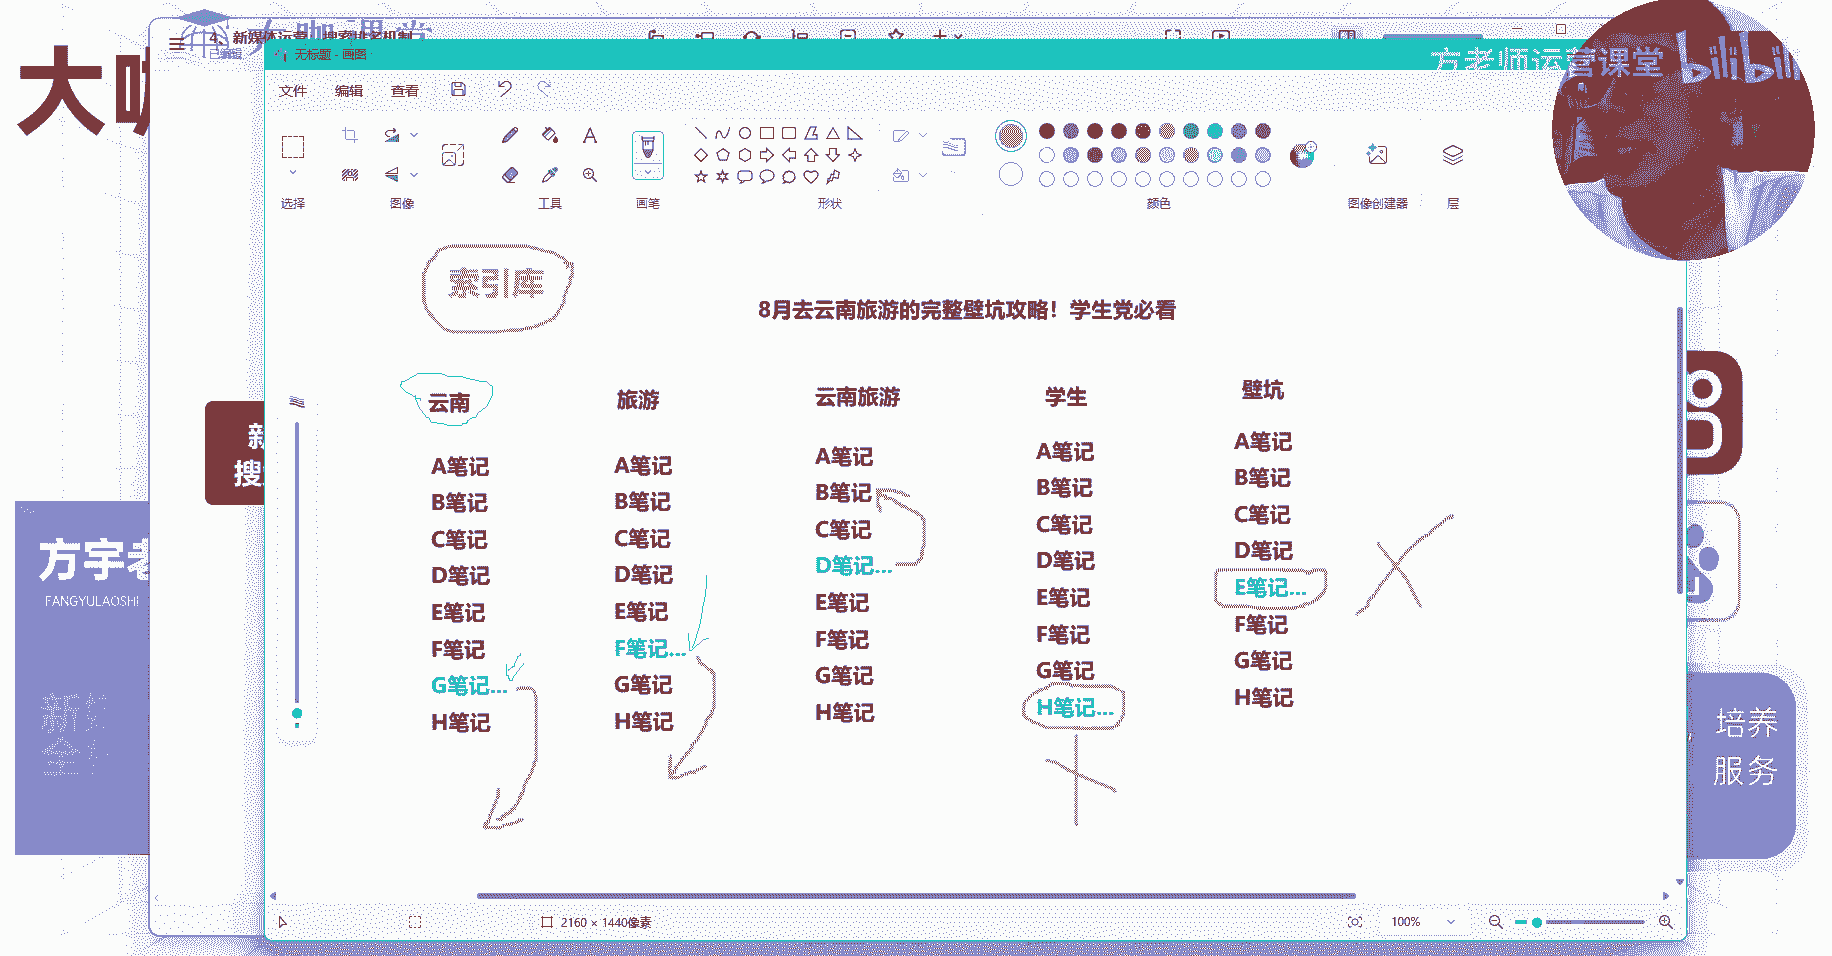 大咖课堂
大咖
4、新媒体运营：搜索排名机制
已编辑
无标题 - 画图
方老师运营课堂 bilibili
文件 编辑 查看
选择 图像 工具 画笔 形状 颜色 图像创建器 层
索引库
8月去云南旅游的完整壁坑攻略！学生党必看
云南 旅游 云南旅游 学生 壁坑
A笔记 A笔记 A笔记 A笔记 A笔记
B笔记 B笔记 B笔记 B笔记 B笔记
C笔记 C笔记 C笔记 C笔记 C笔记
D笔记 D笔记 D笔记... D笔记 D笔记
E笔记 E笔记 E笔记 E笔记 E笔记...
F笔记 F笔记... F笔记 F笔记 F笔记
G笔记... G笔记 G笔记 G笔记 G笔记
H笔记 H笔记 H笔记 H笔记... H笔记
新
搜
方宇老
FANGYULAOSHI
新
全
培养
服务
2160 × 1440像素
100%